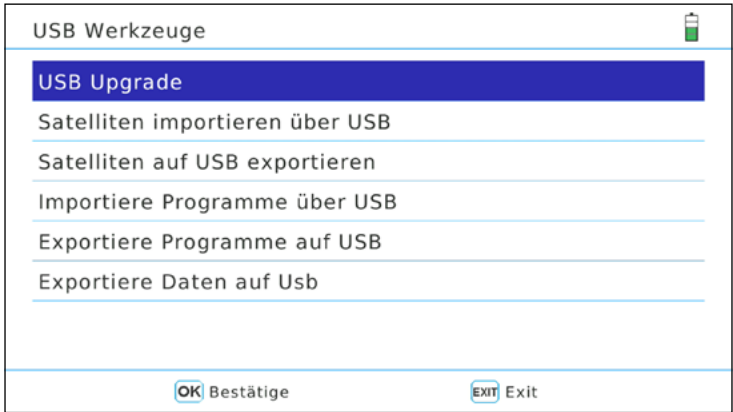 USB Werkzeuge
USB Upgrade
Satelliten importieren über USB
Satelliten auf USB exportieren
Importiere Programme über USB
Exportiere Programme auf USB
Exportiere Daten auf Usb
OK Bestätige EXIT Exit